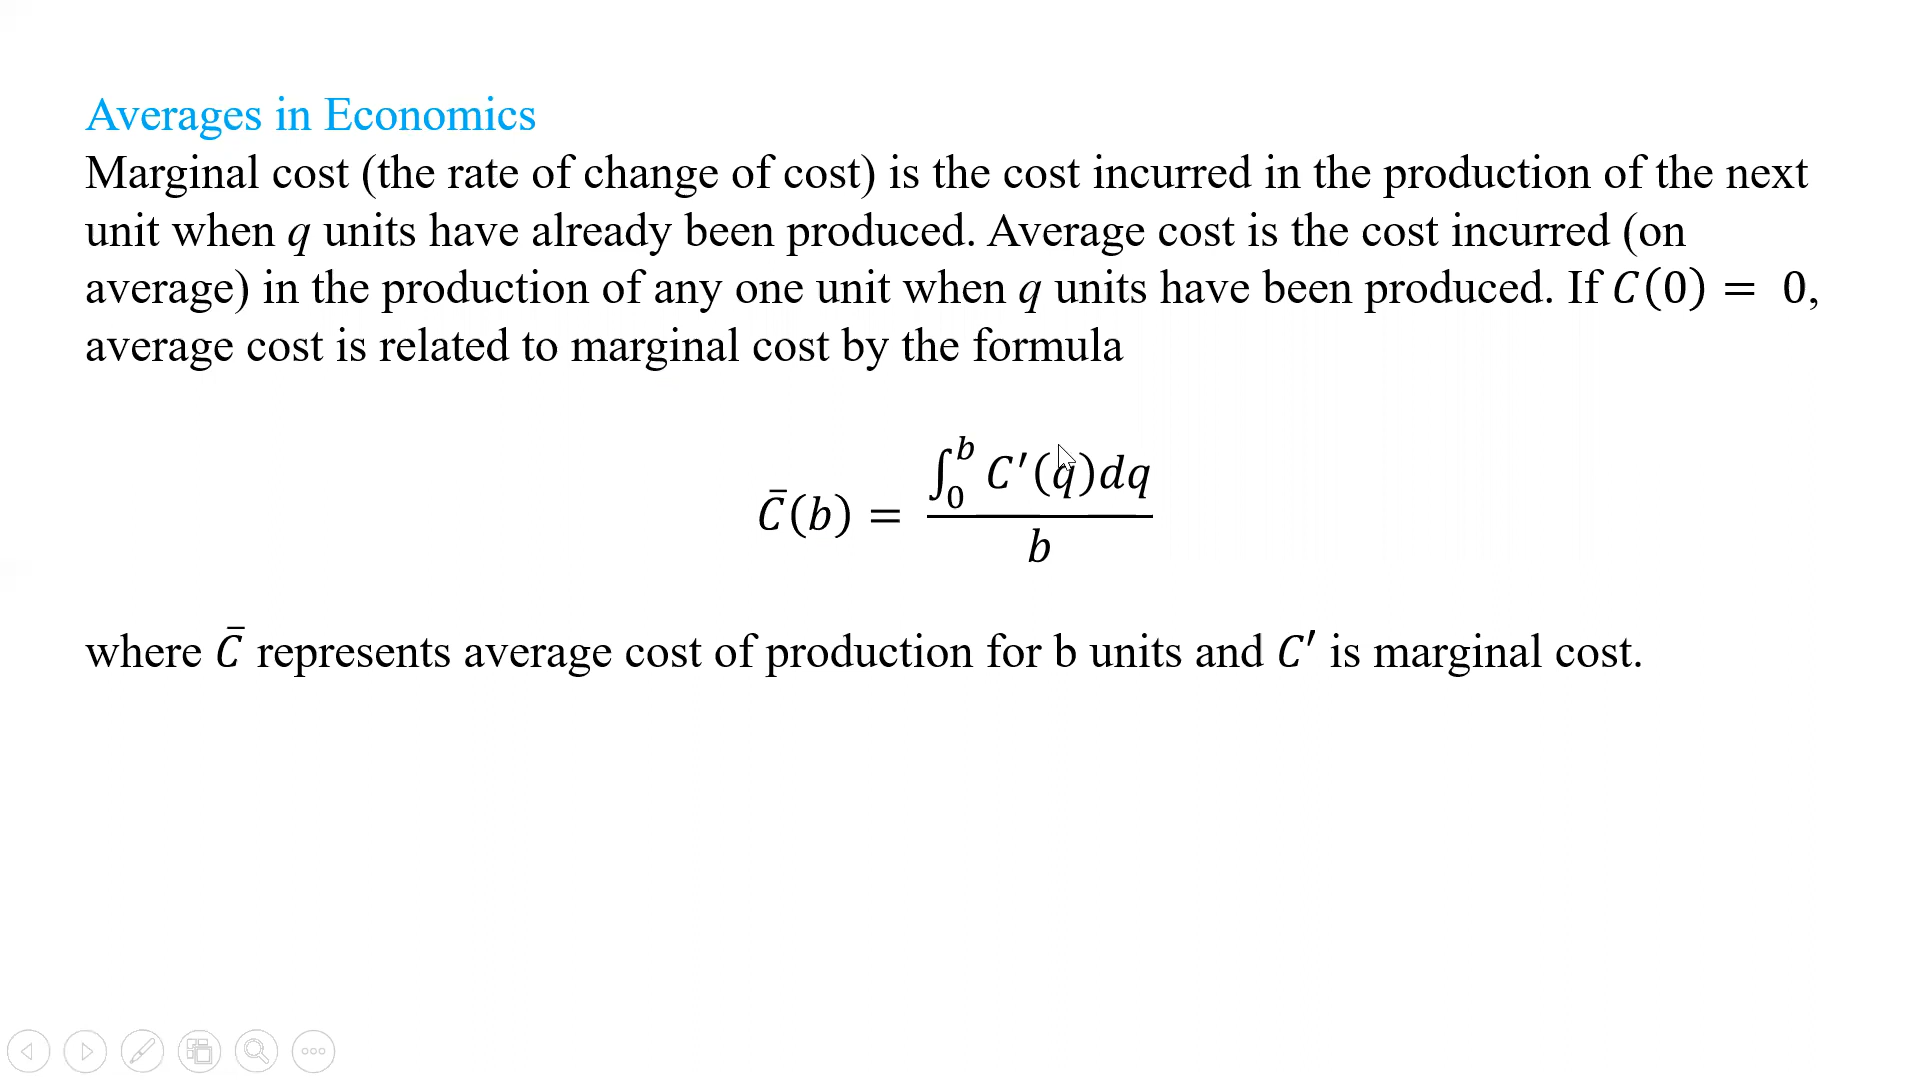 Averages in Economics
Marginal cost (the rate of change of cost) is the cost incurred in the production of the next
unit when q units have already been produced. Average cost is the cost incurred (on
average) in the production of any one unit when q units have been produced. If C(0) = 0,
average cost is related to marginal cost by the formula
C̄(b) = ∫₀ᵇ C′(q)dq / b
where C̄ represents average cost of production for b units and C′ is marginal cost.